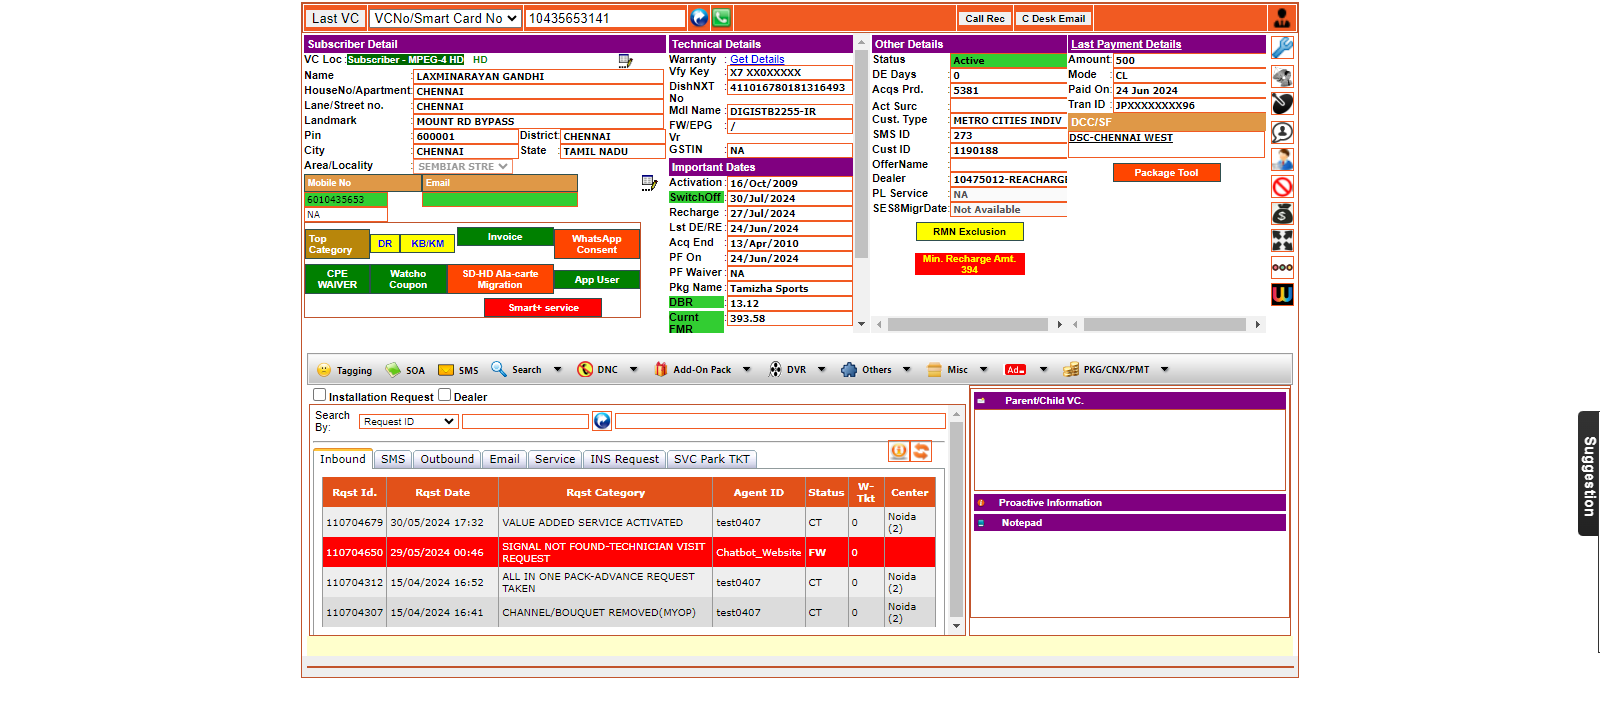 Last VC VCNo/Smart Card No 10435653141 Call Rec C Desk Email
Subscriber Detail
VC Loc : Subscriber - MPEG-4 HD HD
Name : LAXMINARAYAN GANDHI
HouseNo/Apartment : CHENNAI
Lane/Street no. : CHENNAI
Landmark : MOUNT RD BYPASS
Pin : 600001 District : CHENNAI
City : CHENNAI State : TAMIL NADU
Area/Locality : SEMBIAR STRE
Mobile No Email
6010435653
NA
Top Category DR KB/KM Invoice WhatsApp Consent
CPE WAIVER Watcho Coupon SD-HD Ala-carte Migration App User
Smart+ service
Technical Details
Warranty : Get Details
Vfy Key : X7 XX0XXXXX
DishNXT No : 411016780181316493
Mdl Name : DIGISTB2255-IR
FW/EPG Vr : /
GSTIN : NA
Important Dates
Activation : 16/Oct/2009
SwitchOff : 30/Jul/2024
Recharge : 27/Jul/2024
Lst DE/RE : 24/Jun/2024
Acq End : 13/Apr/2010
PF On : 24/Jun/2024
PF Waiver : NA
Pkg Name : Tamizha Sports
DBR : 13.12
Curnt FMR : 393.58
Other Details
Status : Active
DE Days : 0
Acqs Prd. : 5381
Act Surc :
Cust. Type : METRO CITIES INDIV
SMS ID : 273
Cust ID : 1190188
OfferName :
Dealer : 10475012-REACHARGE
PL Service : NA
SES8MigrDate: Not Available
RMN Exclusion
Min. Recharge Amt. 394
Last Payment Details
Amount: 500
Mode : CL
Paid On: 24 Jun 2024
Tran ID : JPXXXXXXX96
DCC/SF
DSC-CHENNAI WEST
Package Tool
Tagging SOA SMS Search DNC Add-On Pack DVR Others Misc Ad PKG/CNX/PMT
Installation Request Dealer
Search By: Request ID
Inbound SMS Outbound Email Service INS Request SVC Park TKT
Rqst Id. Rqst Date Rqst Category Agent ID Status W-Tkt Center
110704679 30/05/2024 17:32 VALUE ADDED SERVICE ACTIVATED test0407 CT 0 Noida (2)
110704650 29/05/2024 00:46 SIGNAL NOT FOUND-TECHNICIAN VISIT REQUEST Chatbot_Website FW 0
110704312 15/04/2024 16:52 ALL IN ONE PACK-ADVANCE REQUEST TAKEN test0407 CT 0 Noida (2)
110704307 15/04/2024 16:41 CHANNEL/BOUQUET REMOVED(MYOP) test0407 CT 0 Noida (2)
Parent/Child VC.
Proactive Information
Notepad
Suggestion